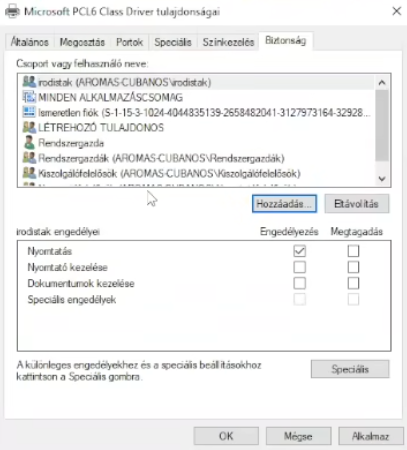 Microsoft PCL6 Class Driver tulajdonságai
Általános Megosztás Portok Speciális Színkezelés Biztonság
Csoport vagy felhasználó neve:
irodistak (AROMAS-CUBANOS\irodistak)
MINDEN ALKALMAZÁSCSOMAG
Ismeretlen fiók (S-1-15-3-1024-4044835139-2658482041-3127973164-32928...
LÉTREHOZÓ TULAJDONOS
Rendszergazda
Rendszergazdák (AROMAS-CUBANOS\Rendszergazdák)
Kiszolgálófelelősök (AROMAS-CUBANOS\Kiszolgálófelelősök)
Hozzáadás... Eltávolítás
irodistak engedélyei Engedélyezés Megtagadás
Nyomtatás
Nyomtató kezelése
Dokumentumok kezelése
Speciális engedélyek
A különleges engedélyekhez és a speciális beállításokhoz
kattintson a Speciális gombra.
Speciális
OK Mégse Alkalmaz